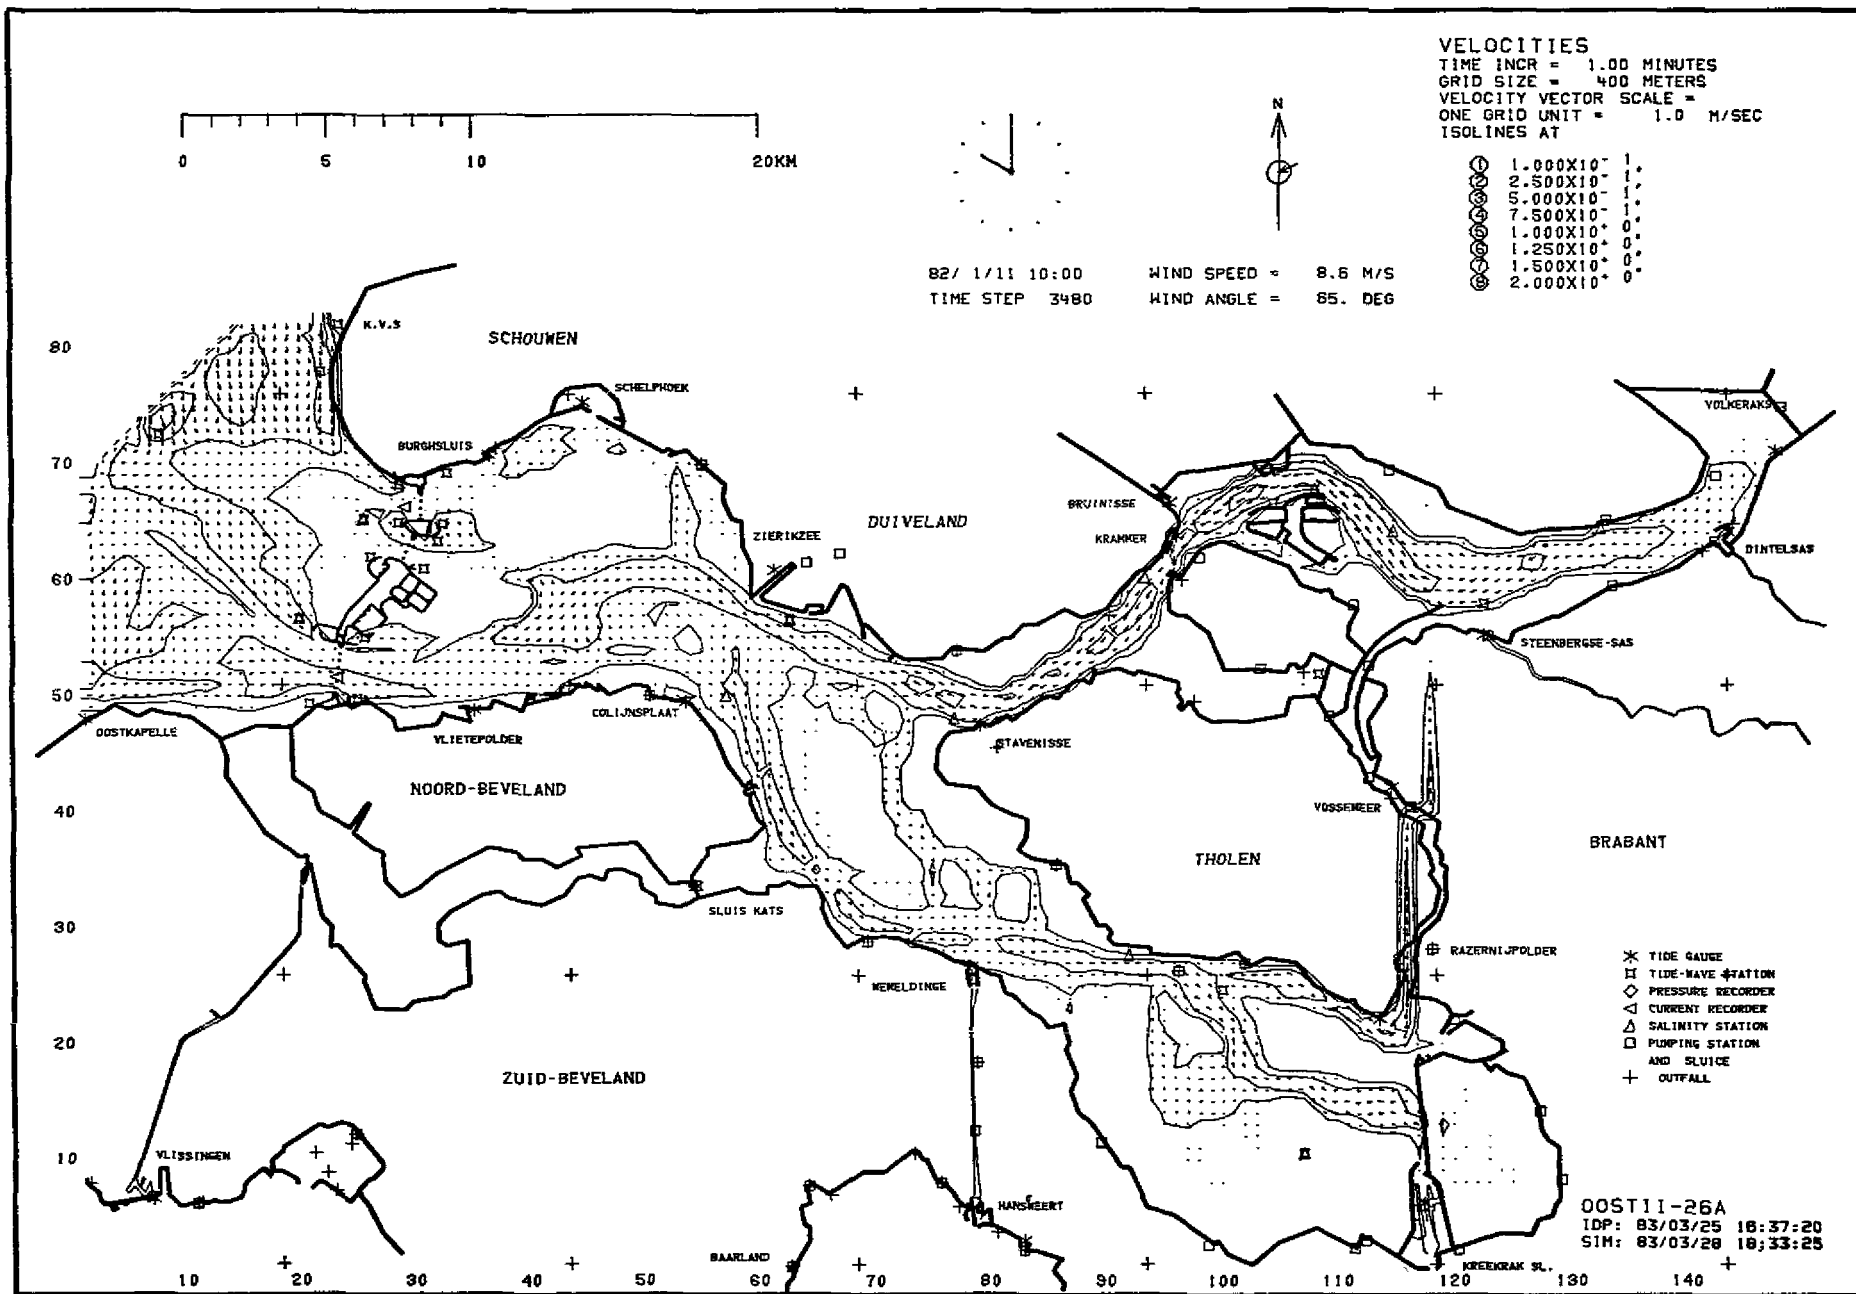 VELOCITIES
TIME INCR = 1.00 MINUTES
GRID SIZE = 400 METERS
VELOCITY VECTOR SCALE =
ONE GRID UNIT = 1.0 M/SEC
ISOLINES AT
① 1.000X10⁻ 1,
② 2.500X10⁻ 1,
③ 5.000X10⁻ 1,
④ 7.500X10⁻ 1,
⑤ 1.000X10⁺ 0,
⑥ 1.250X10⁺ 0,
⑦ 1.500X10⁺ 0,
⑧ 2.000X10⁺ 0
0 5 10 20KM
N
82/ 1/11 10:00 WIND SPEED = 8.6 M/S
TIME STEP 3480 WIND ANGLE = 65. DEG
K.V.S
SCHOUWEN
80
SCHELPHOEK
VOLKERAKS
BURGHSLUIS
70
BRUINISSE
DUIVELAND
ZIERIKZEE
KRAMMER
DINTELSAS
60
STEENBERGSE-SAS
50
COLIJNSPLAAT
OOSTKAPELLE
VLIETEPOLDER
STAVENISSE
NOORD-BEVELAND
VOSSEMEER
40
BRABANT
THOLEN
SLUIS KATS
30
RAZERNIJPOLDER
WEMELDINGE
TIDE GAUGE
TIDE-WAVE STATION
PRESSURE RECORDER
CURRENT RECORDER
SALINITY STATION
PUMPING STATION
AND SLUICE
OUTFALL
20
ZUID-BEVELAND
10
VLISSINGEN
HANSWEERT
OOSTII-26A
IDP: 83/03/25 16:37:20
SIM: 83/03/28 18;33:25
BAARLAND
KREEKRAK SL.
10 20 30 40 50 60 70 80 90 100 110 120 130 140